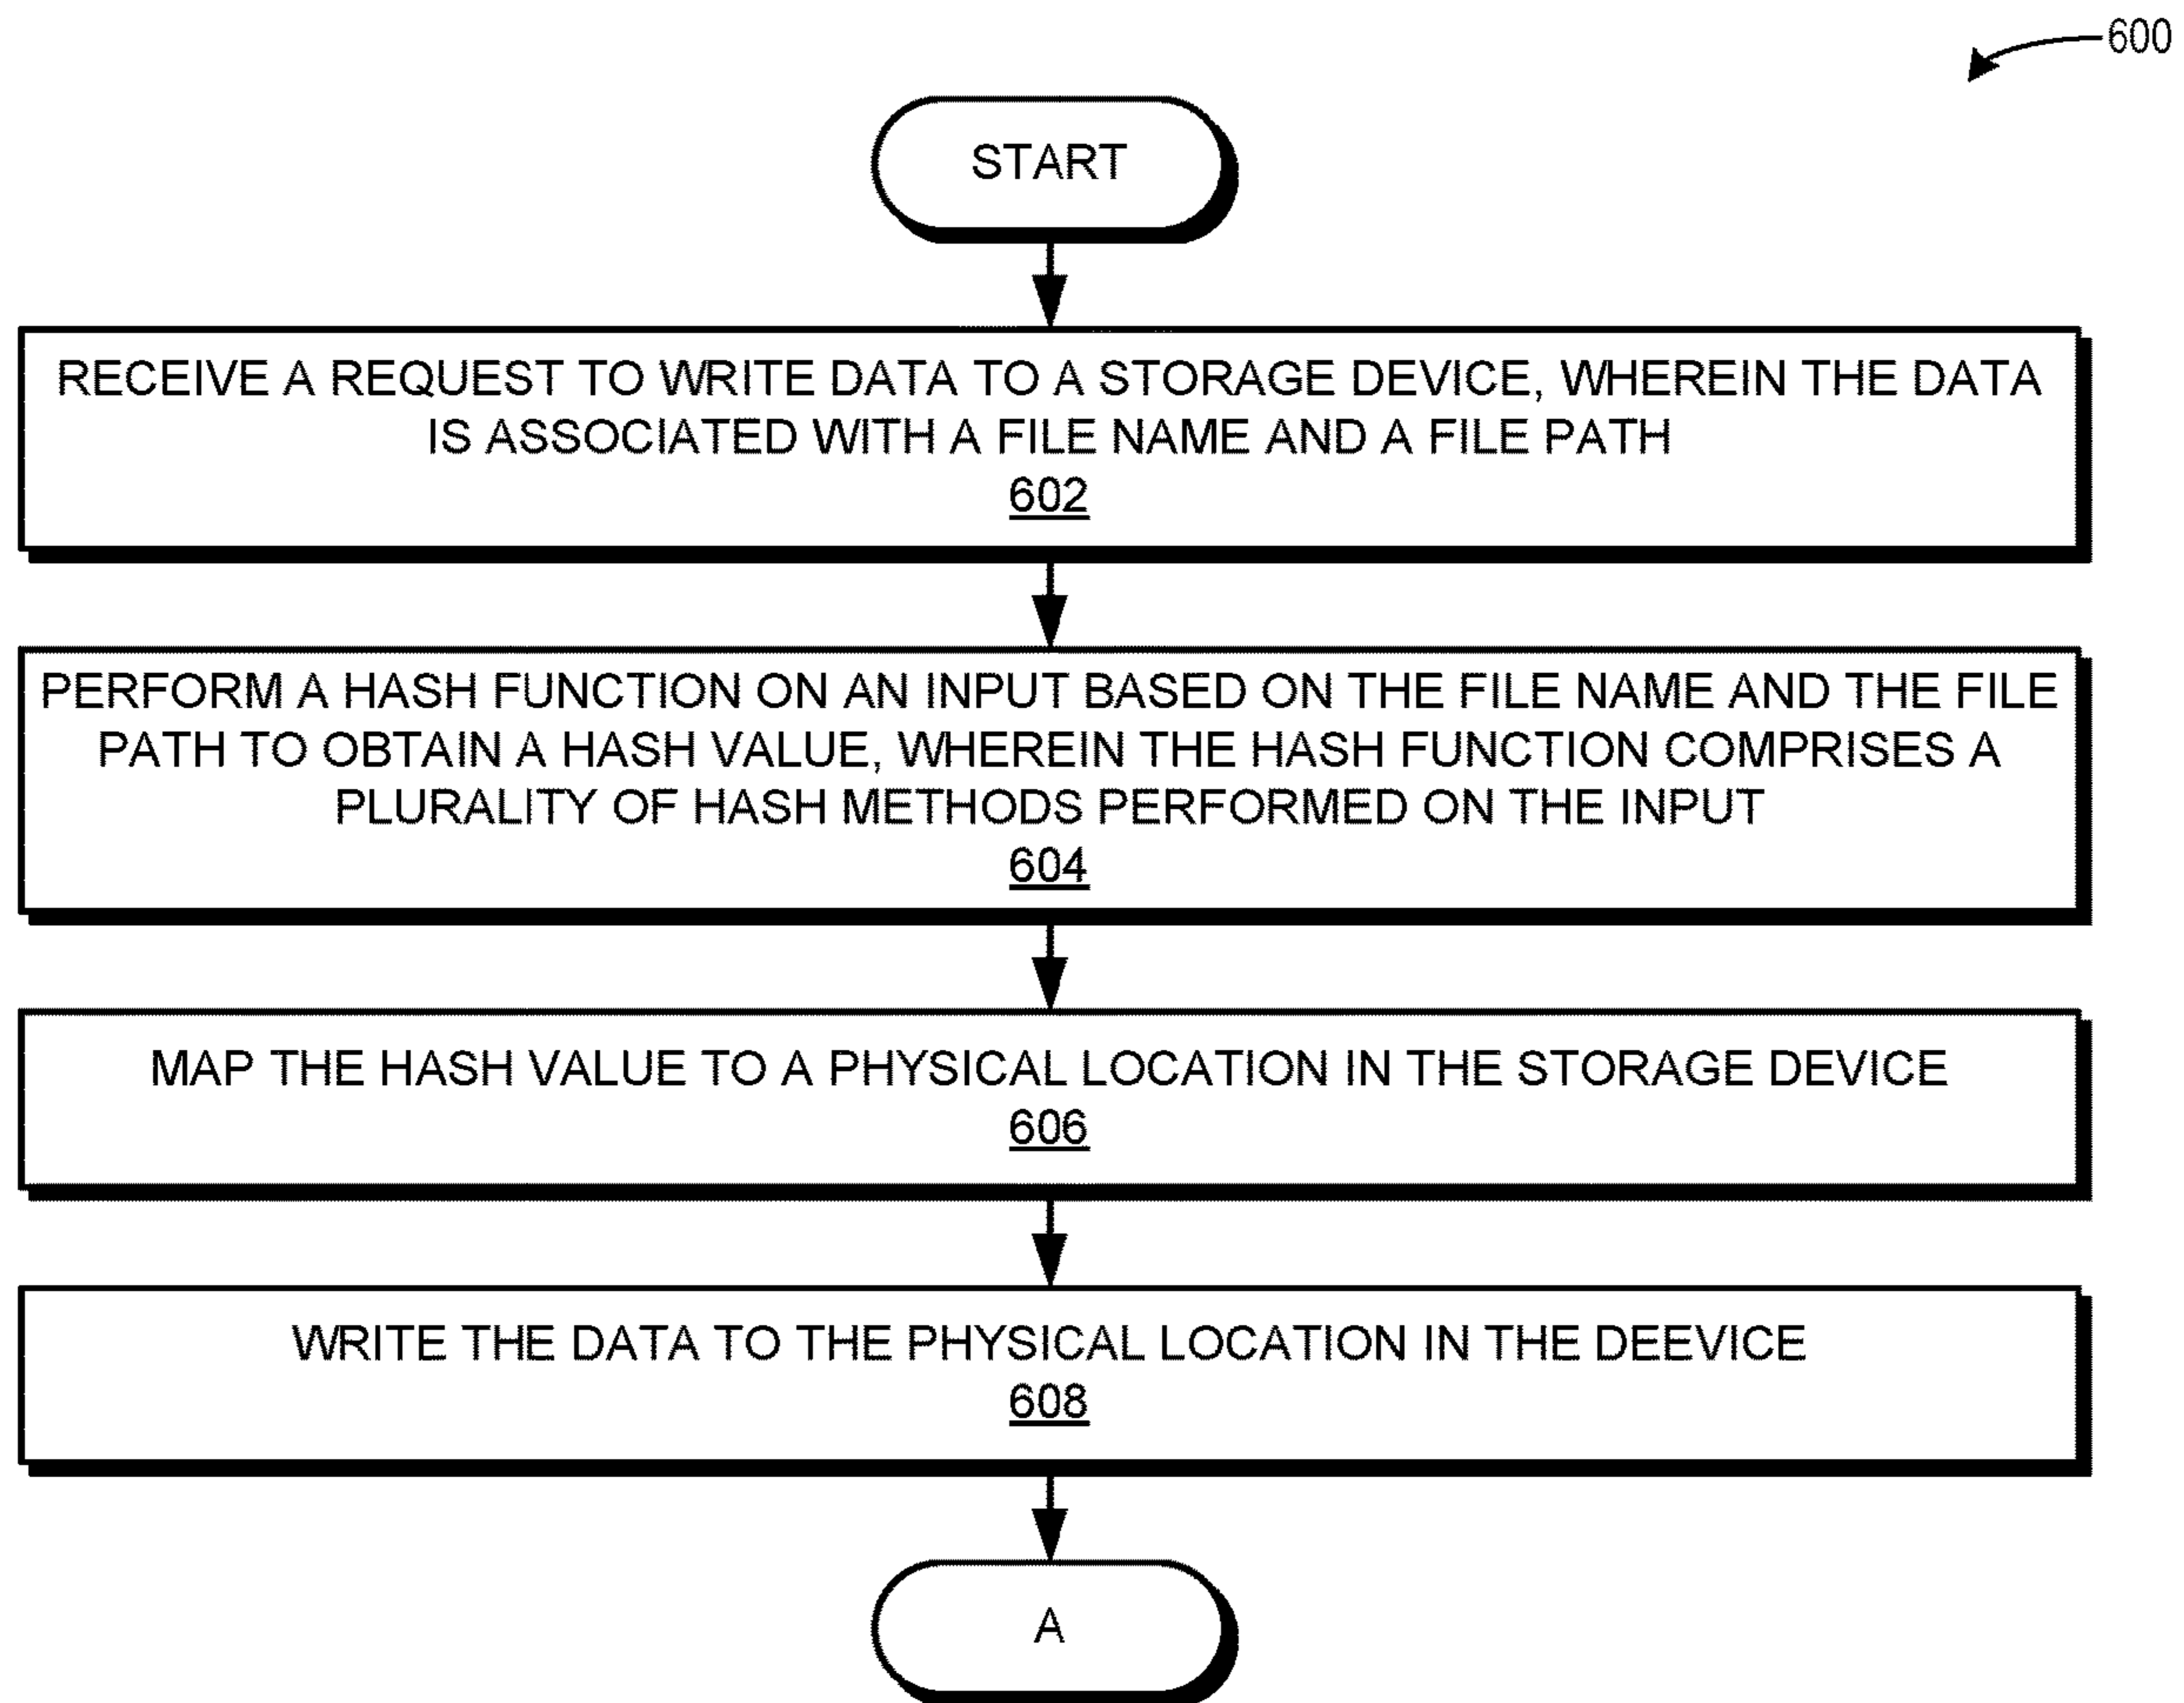 600
START
RECEIVE A REQUEST TO WRITE DATA TO A STORAGE DEVICE, WHEREIN THE DATA
IS ASSOCIATED WITH A FILE NAME AND A FILE PATH
602
PERFORM A HASH FUNCTION ON AN INPUT BASED ON THE FILE NAME AND THE FILE
PATH TO OBTAIN A HASH VALUE, WHEREIN THE HASH FUNCTION COMPRISES A
PLURALITY OF HASH METHODS PERFORMED ON THE INPUT
604
MAP THE HASH VALUE TO A PHYSICAL LOCATION IN THE STORAGE DEVICE
606
WRITE THE DATA TO THE PHYSICAL LOCATION IN THE DEEVICE
608
A